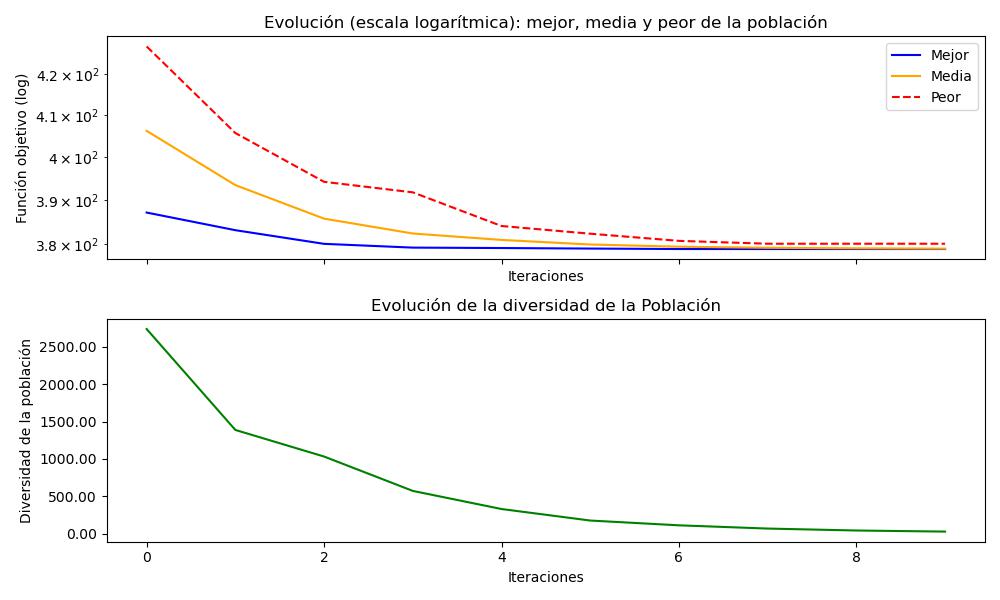 Evolución (escala logarítmica): mejor, media y peor de la población
Función objetivo (log)
4.2 × 10²
4.1 × 10²
4 × 10²
3.9 × 10²
3.8 × 10²
Mejor
Media
Peor
Iteraciones
Evolución de la diversidad de la Población
Diversidad de la población
2500.00
2000.00
1500.00
1000.00
500.00
0.00
0 2 4 6 8
Iteraciones